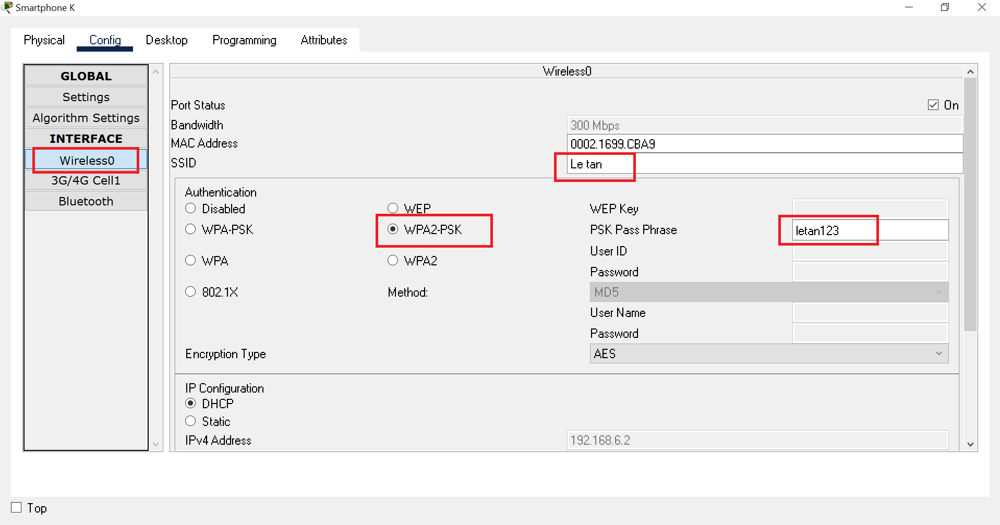 Smartphone K
Physical Config Desktop Programming Attributes
GLOBAL
Settings
Algorithm Settings
INTERFACE
Wireless0
3G/4G Cell1
Bluetooth
Wireless0
Port Status On
Bandwidth 300 Mbps
MAC Address 0002.1699.CBA9
SSID Le tan
Authentication
Disabled WEP WEP Key
WPA-PSK WPA2-PSK PSK Pass Phrase letan123
User ID
WPA WPA2
Password
802.1X Method: MD5
User Name
Password
Encryption Type AES
IP Configuration
DHCP
Static
IPv4 Address 192.168.6.2
Top